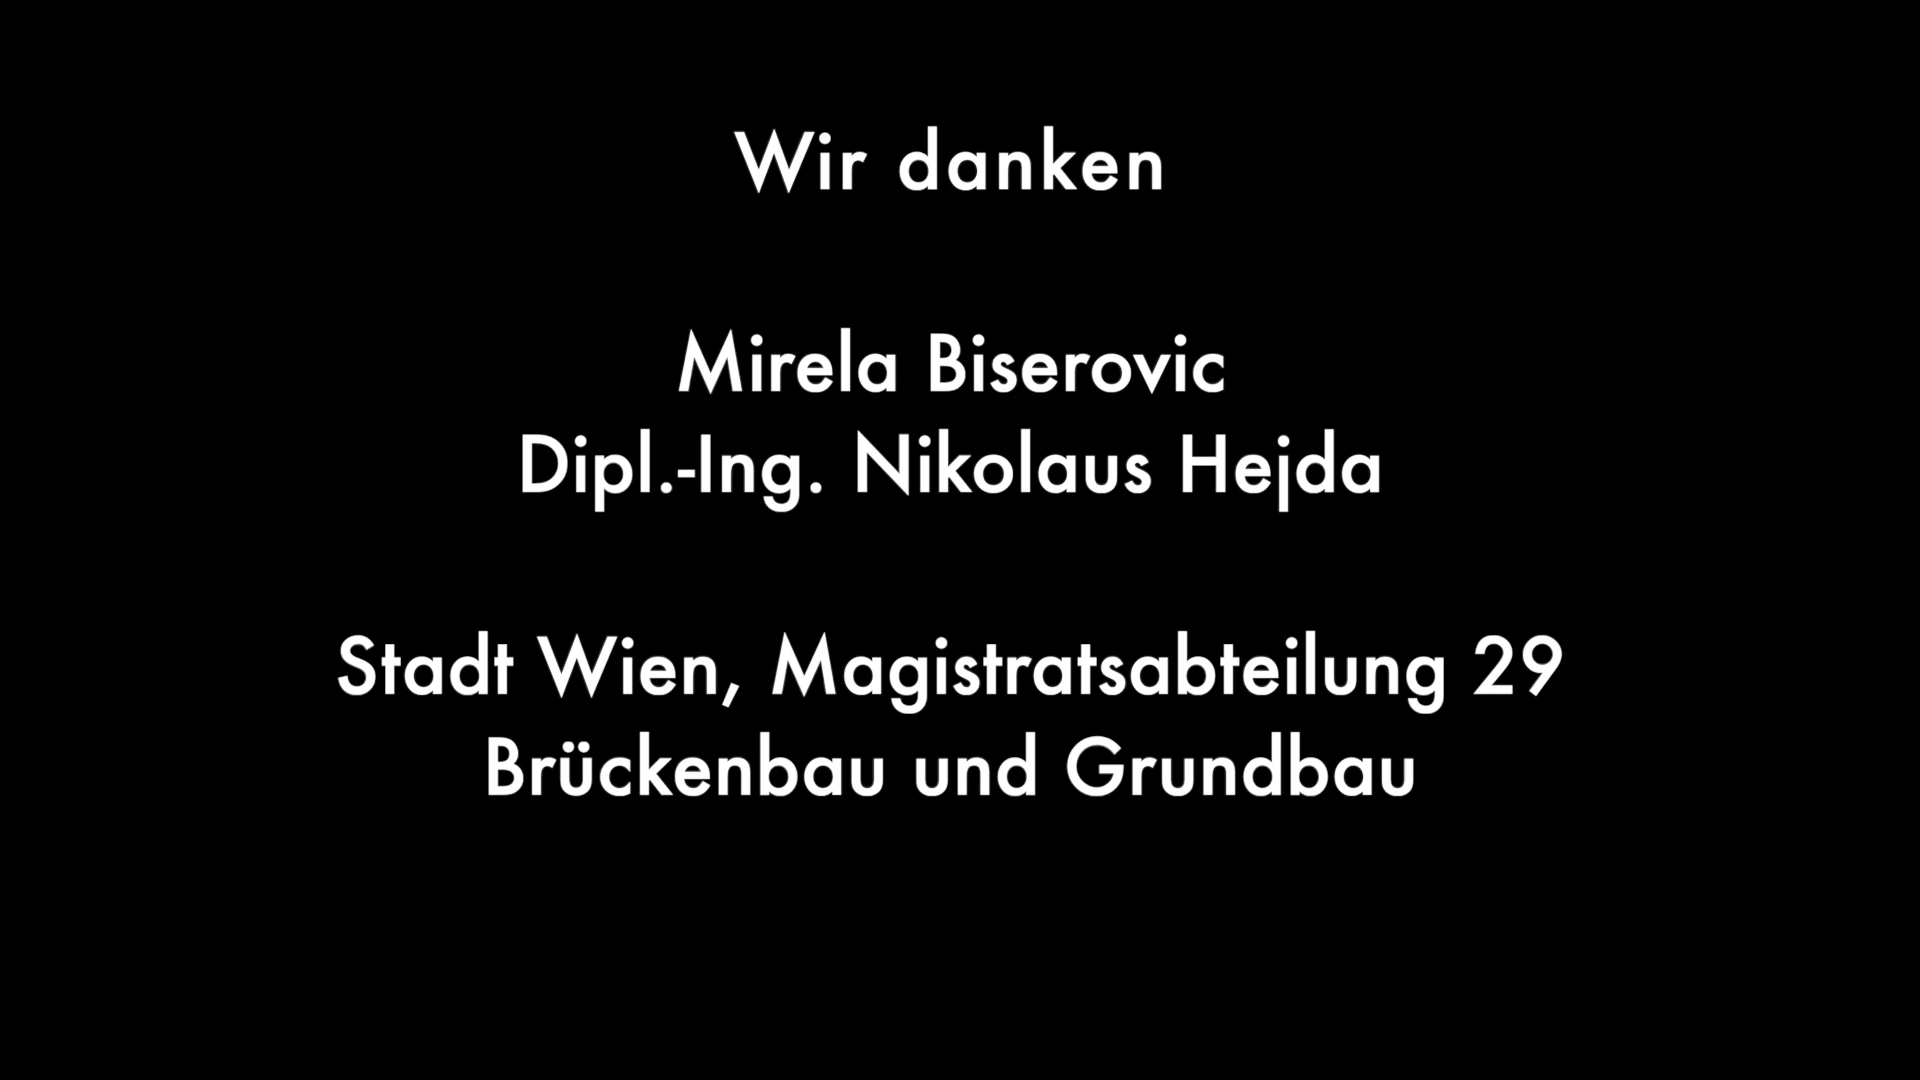 Wir danken
Mirela Biserovic
Dipl.-Ing. Nikolaus Hejda
Stadt Wien, Magistratsabteilung 29
Brückenbau und Grundbau